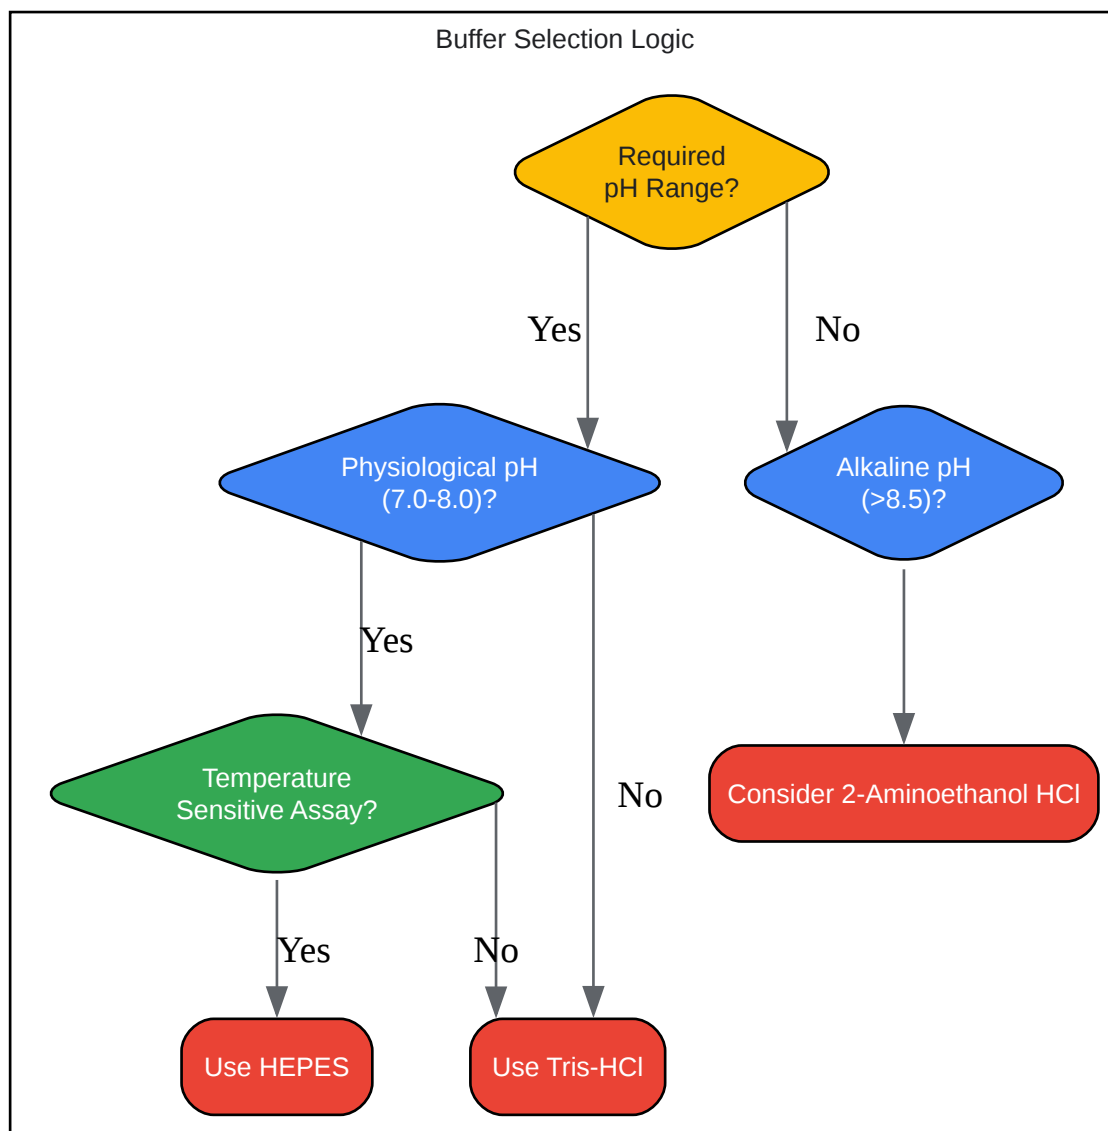 Buffer Selection Logic
Required
pH Range?
Yes
No
Physiological pH
(7.0-8.0)?
Alkaline pH
(>8.5)?
Yes
Temperature
Sensitive Assay?
No
Consider 2-Aminoethanol HCl
Yes
No
Use HEPES
Use Tris-HCl